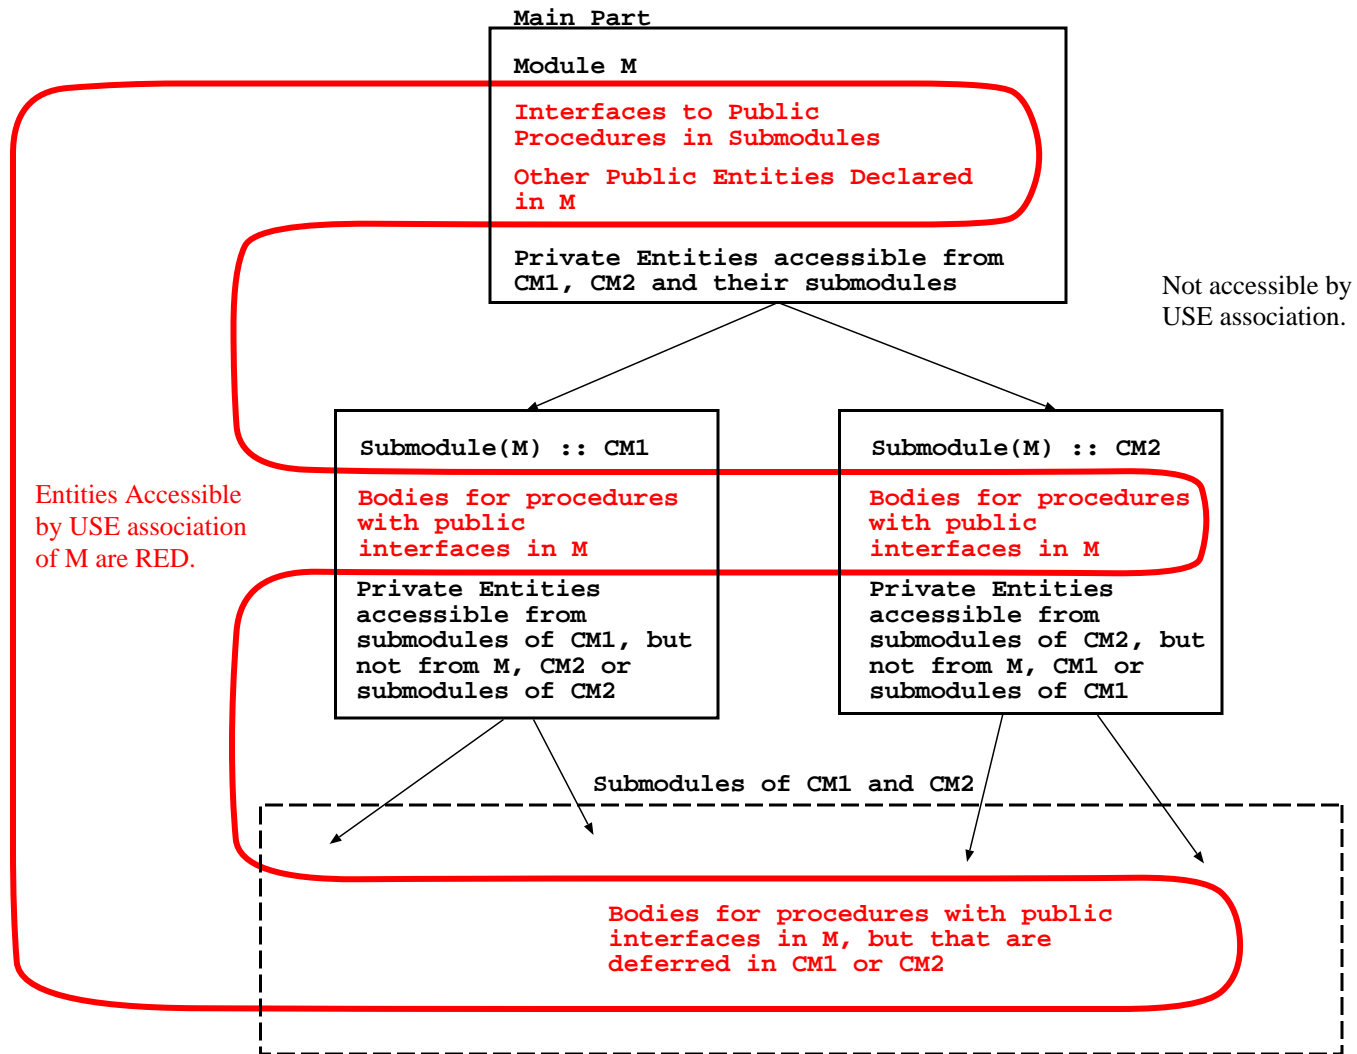 Main Part
Module M
Interfaces to Public
Procedures in Submodules
Other Public Entities Declared
in M
Private Entities accessible from
CM1, CM2 and their submodules
Not accessible by
USE association.
Submodule(M) :: CM1
Bodies for procedures
with public
interfaces in M
Private Entities
accessible from
submodules of CM1, but
not from M, CM2 or
submodules of CM2
Submodule(M) :: CM2
Bodies for procedures
with public
interfaces in M
Private Entities
accessible from
submodules of CM2, but
not from M, CM1 or
submodules of CM1
Entities Accessible
by USE association
of M are RED.
Submodules of CM1 and CM2
Bodies for procedures with public
interfaces in M, but that are
deferred in CM1 or CM2